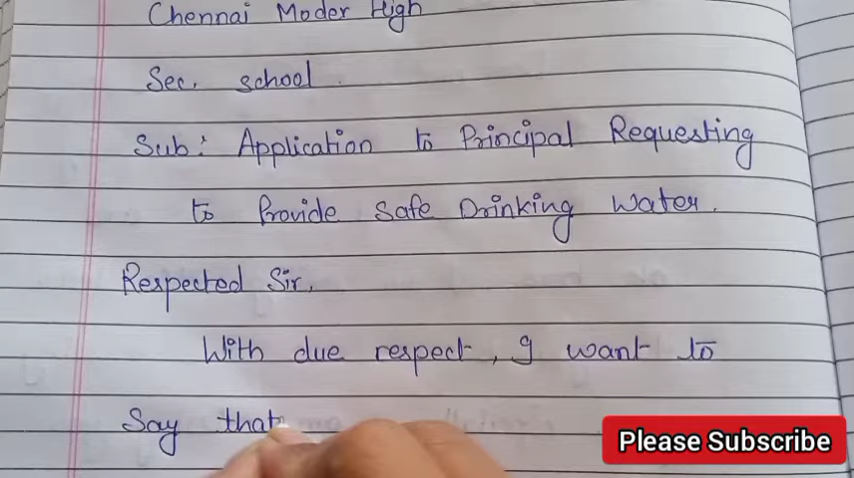 Chennai Moder High
Sec. school
Sub: Application to Principal Requesting
to Provide Safe Drinking Water.
Respected Sir.
With due respect, I want to
Say that
Please Subscribe